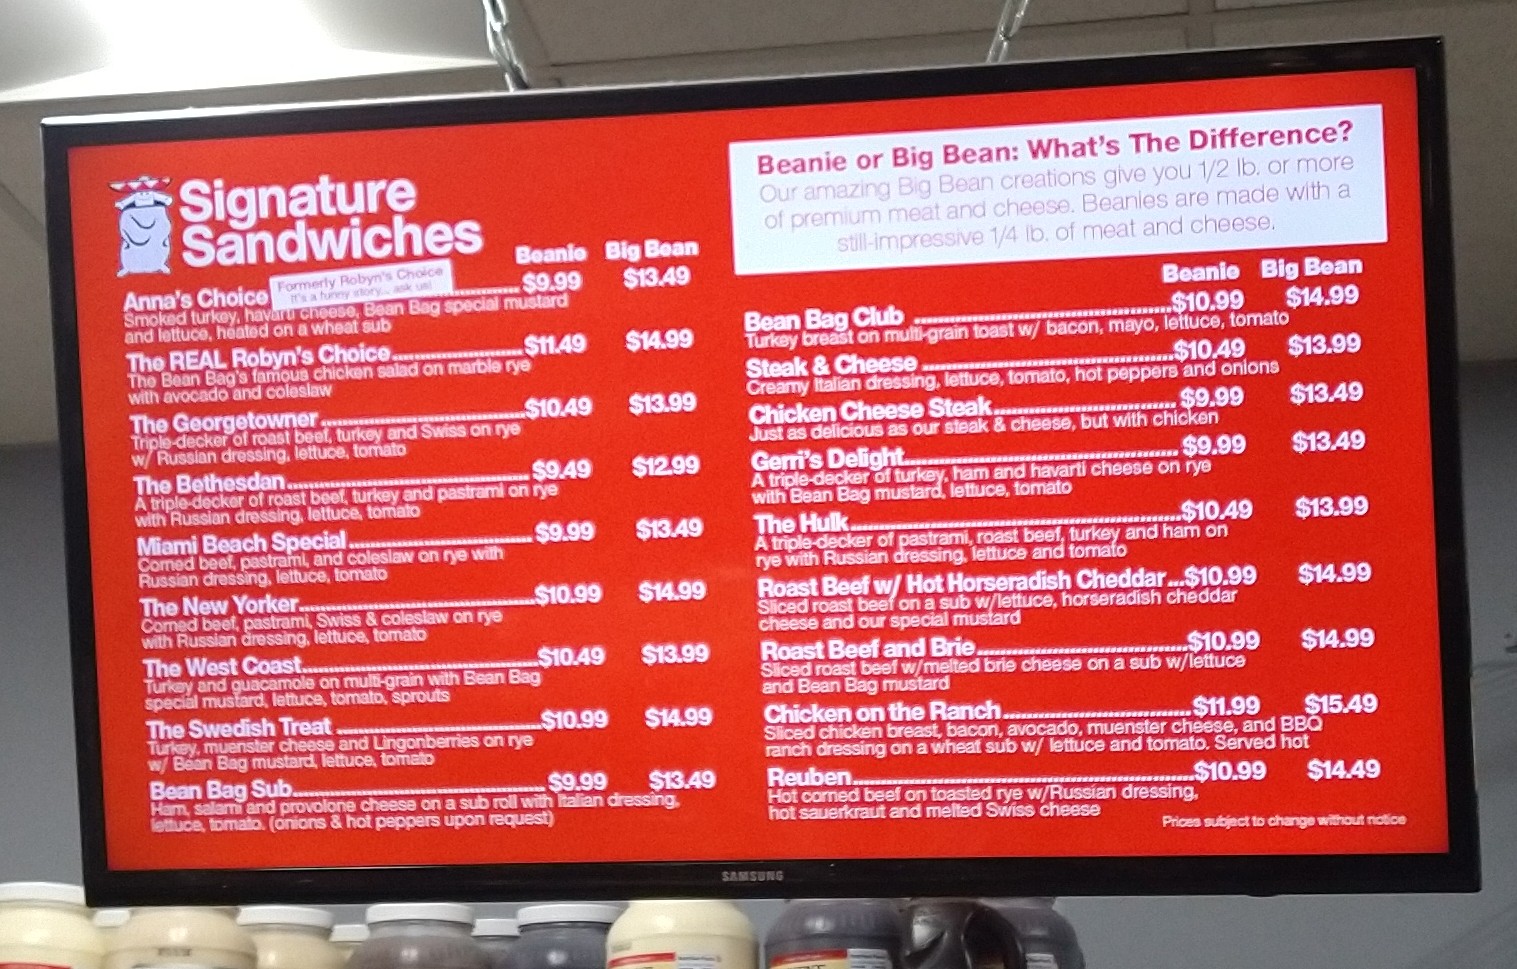 Signature
Sandwiches
Beanie Big Bean
Anna's Choice Formerly Robyn's Choice It's a funny story... ask us! $9.99 $13.49
Smoked turkey, havarti cheese, Bean Bag special mustard
and lettuce, heated on a wheat sub
The REAL Robyn's Choice $11.49 $14.99
The Bean Bag's famous chicken salad on marble rye
with avocado and coleslaw
The Georgetowner $10.49 $13.99
Triple-decker of roast beef, turkey and Swiss on rye
w/ Russian dressing, lettuce, tomato
The Bethesdan $9.49 $12.99
A triple-decker of roast beef, turkey and pastrami on rye
with Russian dressing, lettuce, tomato
Miami Beach Special $9.99 $13.49
Corned beef, pastrami, and coleslaw on rye with
Russian dressing, lettuce, tomato
The New Yorker $10.99 $14.99
Corned beef, pastrami, Swiss & coleslaw on rye
with Russian dressing, lettuce, tomato
The West Coast $10.49 $13.99
Turkey and guacamole on multi-grain with Bean Bag
special mustard, lettuce, tomato, sprouts
The Swedish Treat $10.99 $14.99
Turkey, muenster cheese and Lingonberries on rye
w/ Bean Bag mustard, lettuce, tomato
Bean Bag Sub $9.99 $13.49
Ham, salami and provolone cheese on a sub roll with Italian dressing,
lettuce, tomato. (onions & hot peppers upon request)
Beanie or Big Bean: What's The Difference?
Our amazing Big Bean creations give you 1/2 lb. or more
of premium meat and cheese. Beanies are made with a
still-impressive 1/4 lb. of meat and cheese.
Beanie Big Bean
Bean Bag Club $10.99 $14.99
Turkey breast on multi-grain toast w/ bacon, mayo, lettuce, tomato
Steak & Cheese $10.49 $13.99
Creamy Italian dressing, lettuce, tomato, hot peppers and onions
Chicken Cheese Steak $9.99 $13.49
Just as delicious as our steak & cheese, but with chicken
Gerri's Delight $9.99 $13.49
A triple-decker of turkey, ham and havarti cheese on rye
with Bean Bag mustard, lettuce, tomato
The Hulk $10.49 $13.99
A triple-decker of pastrami, roast beef, turkey and ham on
rye with Russian dressing, lettuce and tomato
Roast Beef w/ Hot Horseradish Cheddar...$10.99 $14.99
Sliced roast beef on a sub w/lettuce, horseradish cheddar
cheese and our special mustard
Roast Beef and Brie $10.99 $14.99
Sliced roast beef w/melted brie cheese on a sub w/lettuce
and Bean Bag mustard
Chicken on the Ranch $11.99 $15.49
Sliced chicken breast, bacon, avocado, muenster cheese, and BBQ
ranch dressing on a wheat sub w/ lettuce and tomato. Served hot
Reuben $10.99 $14.49
Hot corned beef on toasted rye w/Russian dressing,
hot sauerkraut and melted Swiss cheese
Prices subject to change without notice
SAMSUNG